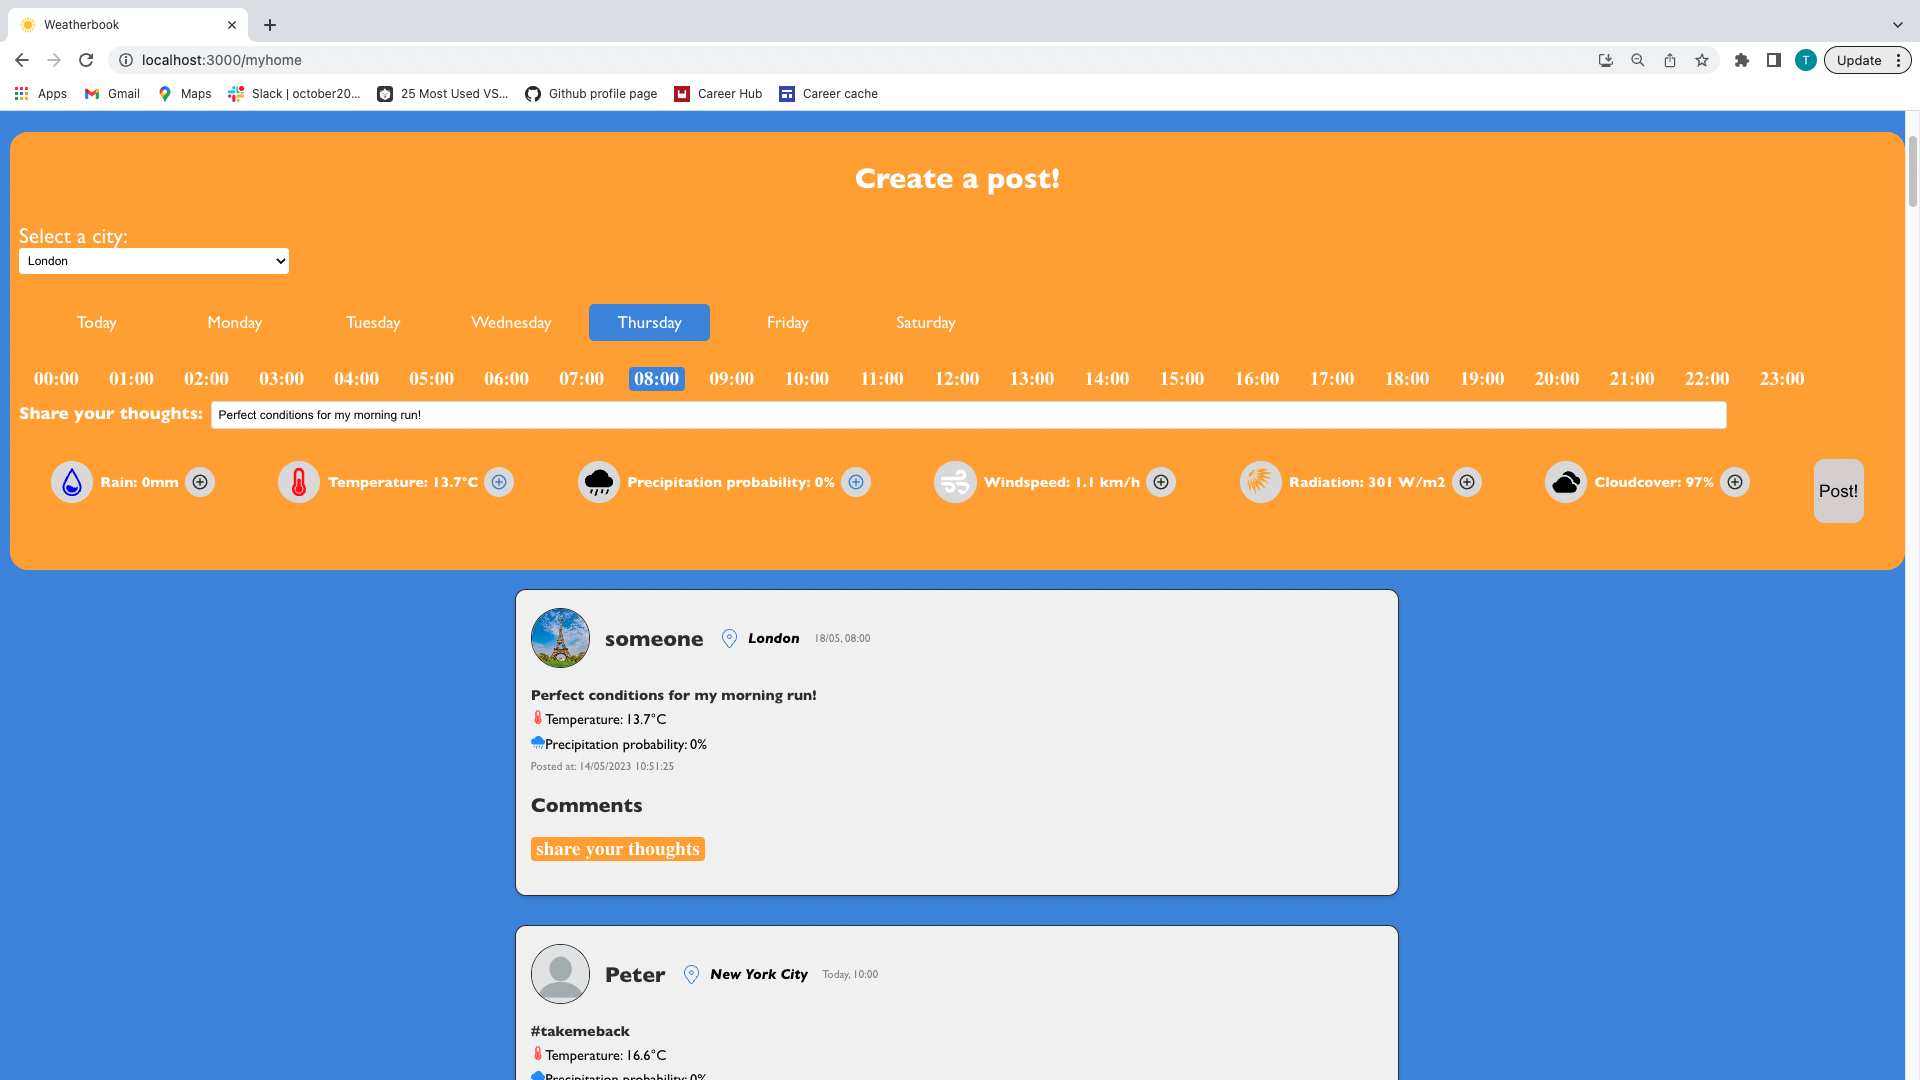 Weatherbook
localhost:3000/myhome
Update
T
Apps
Gmail
Maps
Slack | october20...
25 Most Used VS...
Github profile page
Career Hub
Career cache
Create a post!
Select a city:
London
Today Monday Tuesday Wednesday Thursday Friday Saturday
00:00 01:00 02:00 03:00 04:00 05:00 06:00 07:00 08:00 09:00 10:00 11:00 12:00 13:00 14:00 15:00 16:00 17:00 18:00 19:00 20:00 21:00 22:00 23:00
Share your thoughts: Perfect conditions for my morning run!
Rain: 0mm Temperature: 13.7°C Precipitation probability: 0% Windspeed: 1.1 km/h Radiation: 301 W/m2 Cloudcover: 97% Post!
someone London 18/05, 08:00
Perfect conditions for my morning run!
Temperature: 13.7°C
Precipitation probability: 0%
Posted at: 14/05/2023 10:51:25
Comments
share your thoughts
Peter New York City Today, 10:00
#takemeback
Temperature: 16.6°C
Precipitation probability: 0%